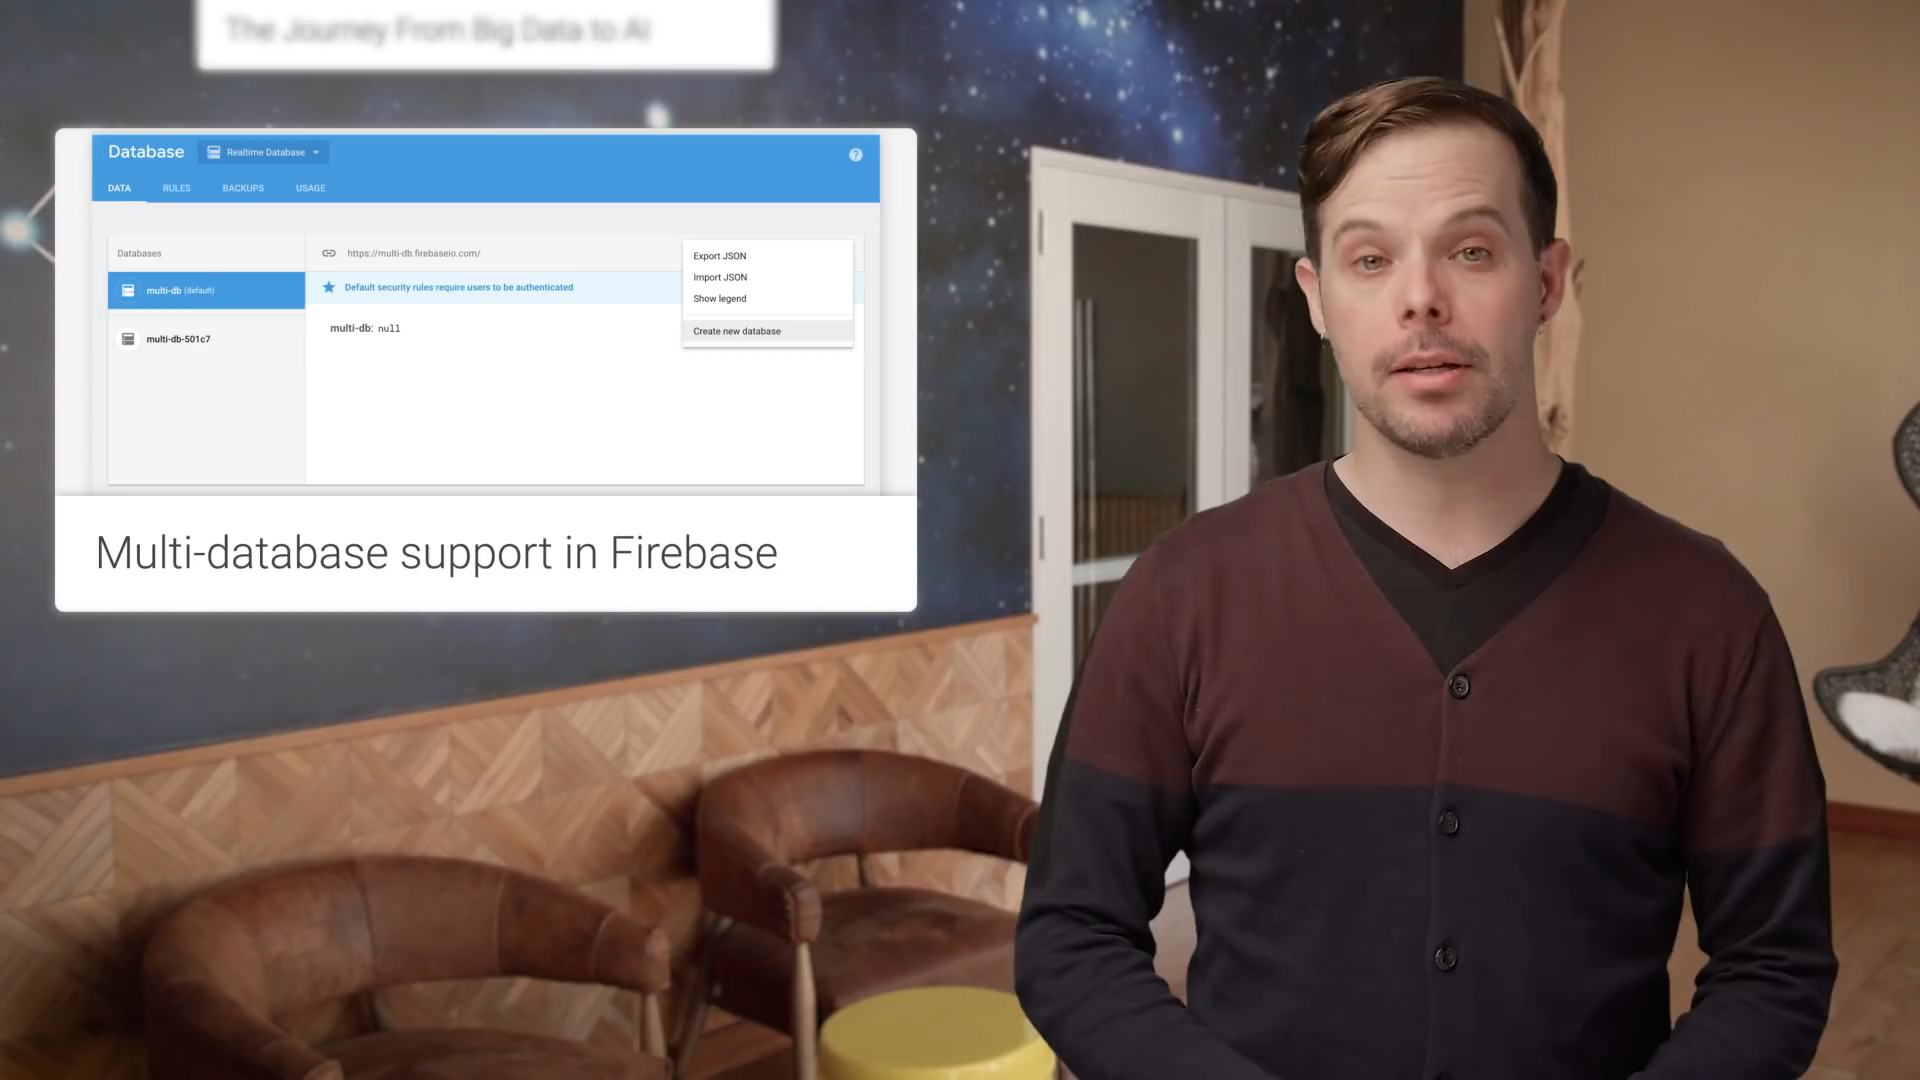 The Journey From Big Data to AI
Database
Realtime Database
DATA RULES BACKUPS USAGE
Databases
https://multi-db.firebaseio.com/
Export JSON
Import JSON
Show legend
Create new database
multi-db (default)
Default security rules require users to be authenticated
multi-db: null
multi-db-501c7
Multi-database support in Firebase